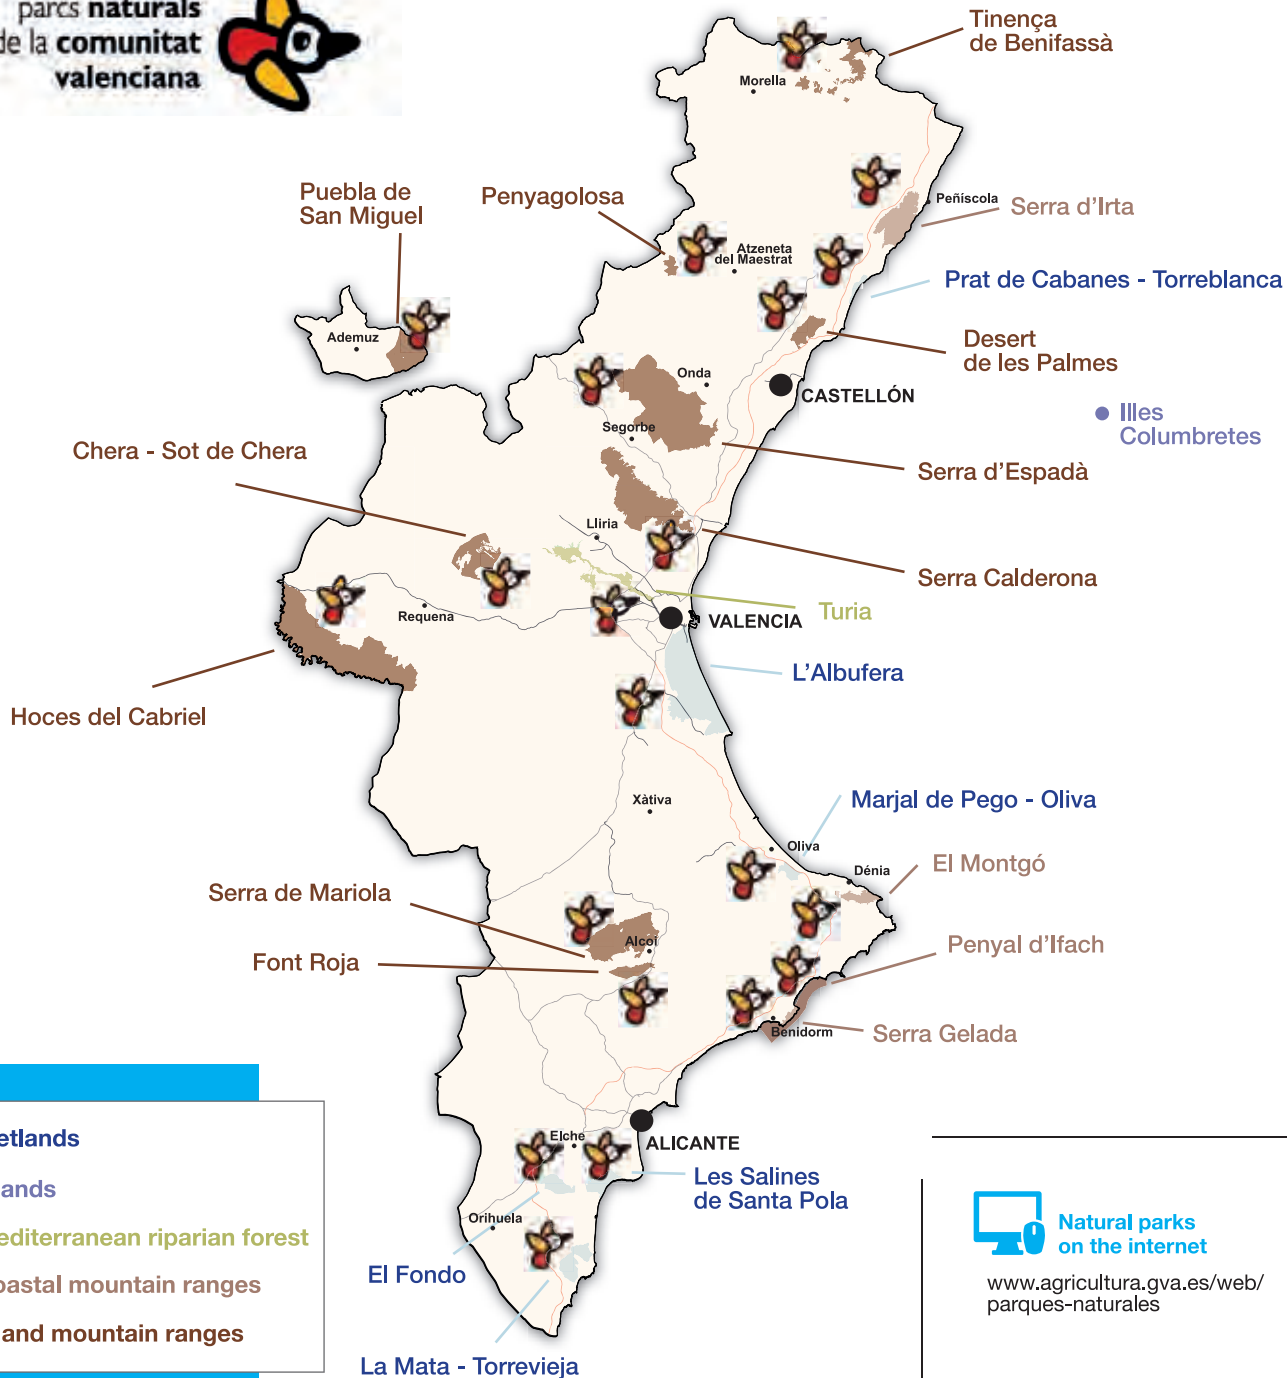 parcs naturals
de la comunitat
valenciana
Tinença
de Benifassà
Morella
Puebla de
San Miguel
Penyagolosa
Peñíscola
Serra d'Irta
Atzeneta
del Maestrat
Prat de Cabanes - Torreblanca
Ademuz
Desert
de les Palmes
Onda
CASTELLÓN
Illes
Columbretes
Segorbe
Chera - Sot de Chera
Serra d'Espadà
Lliria
Serra Calderona
Requena
Turia
VALENCIA
L'Albufera
Hoces del Cabriel
Xàtiva
Marjal de Pego - Oliva
Oliva
El Montgó
Dénia
Serra de Mariola
Alcoi
Penyal d'Ifach
Font Roja
Benidorm
Serra Gelada
Elche
ALICANTE
Les Salines
de Santa Pola
Orihuela
El Fondo
La Mata - Torrevieja
etlands
ands
editerranean riparian forest
oastal mountain ranges
and mountain ranges
Natural parks
on the internet
www.agricultura.gva.es/web/
parques-naturales